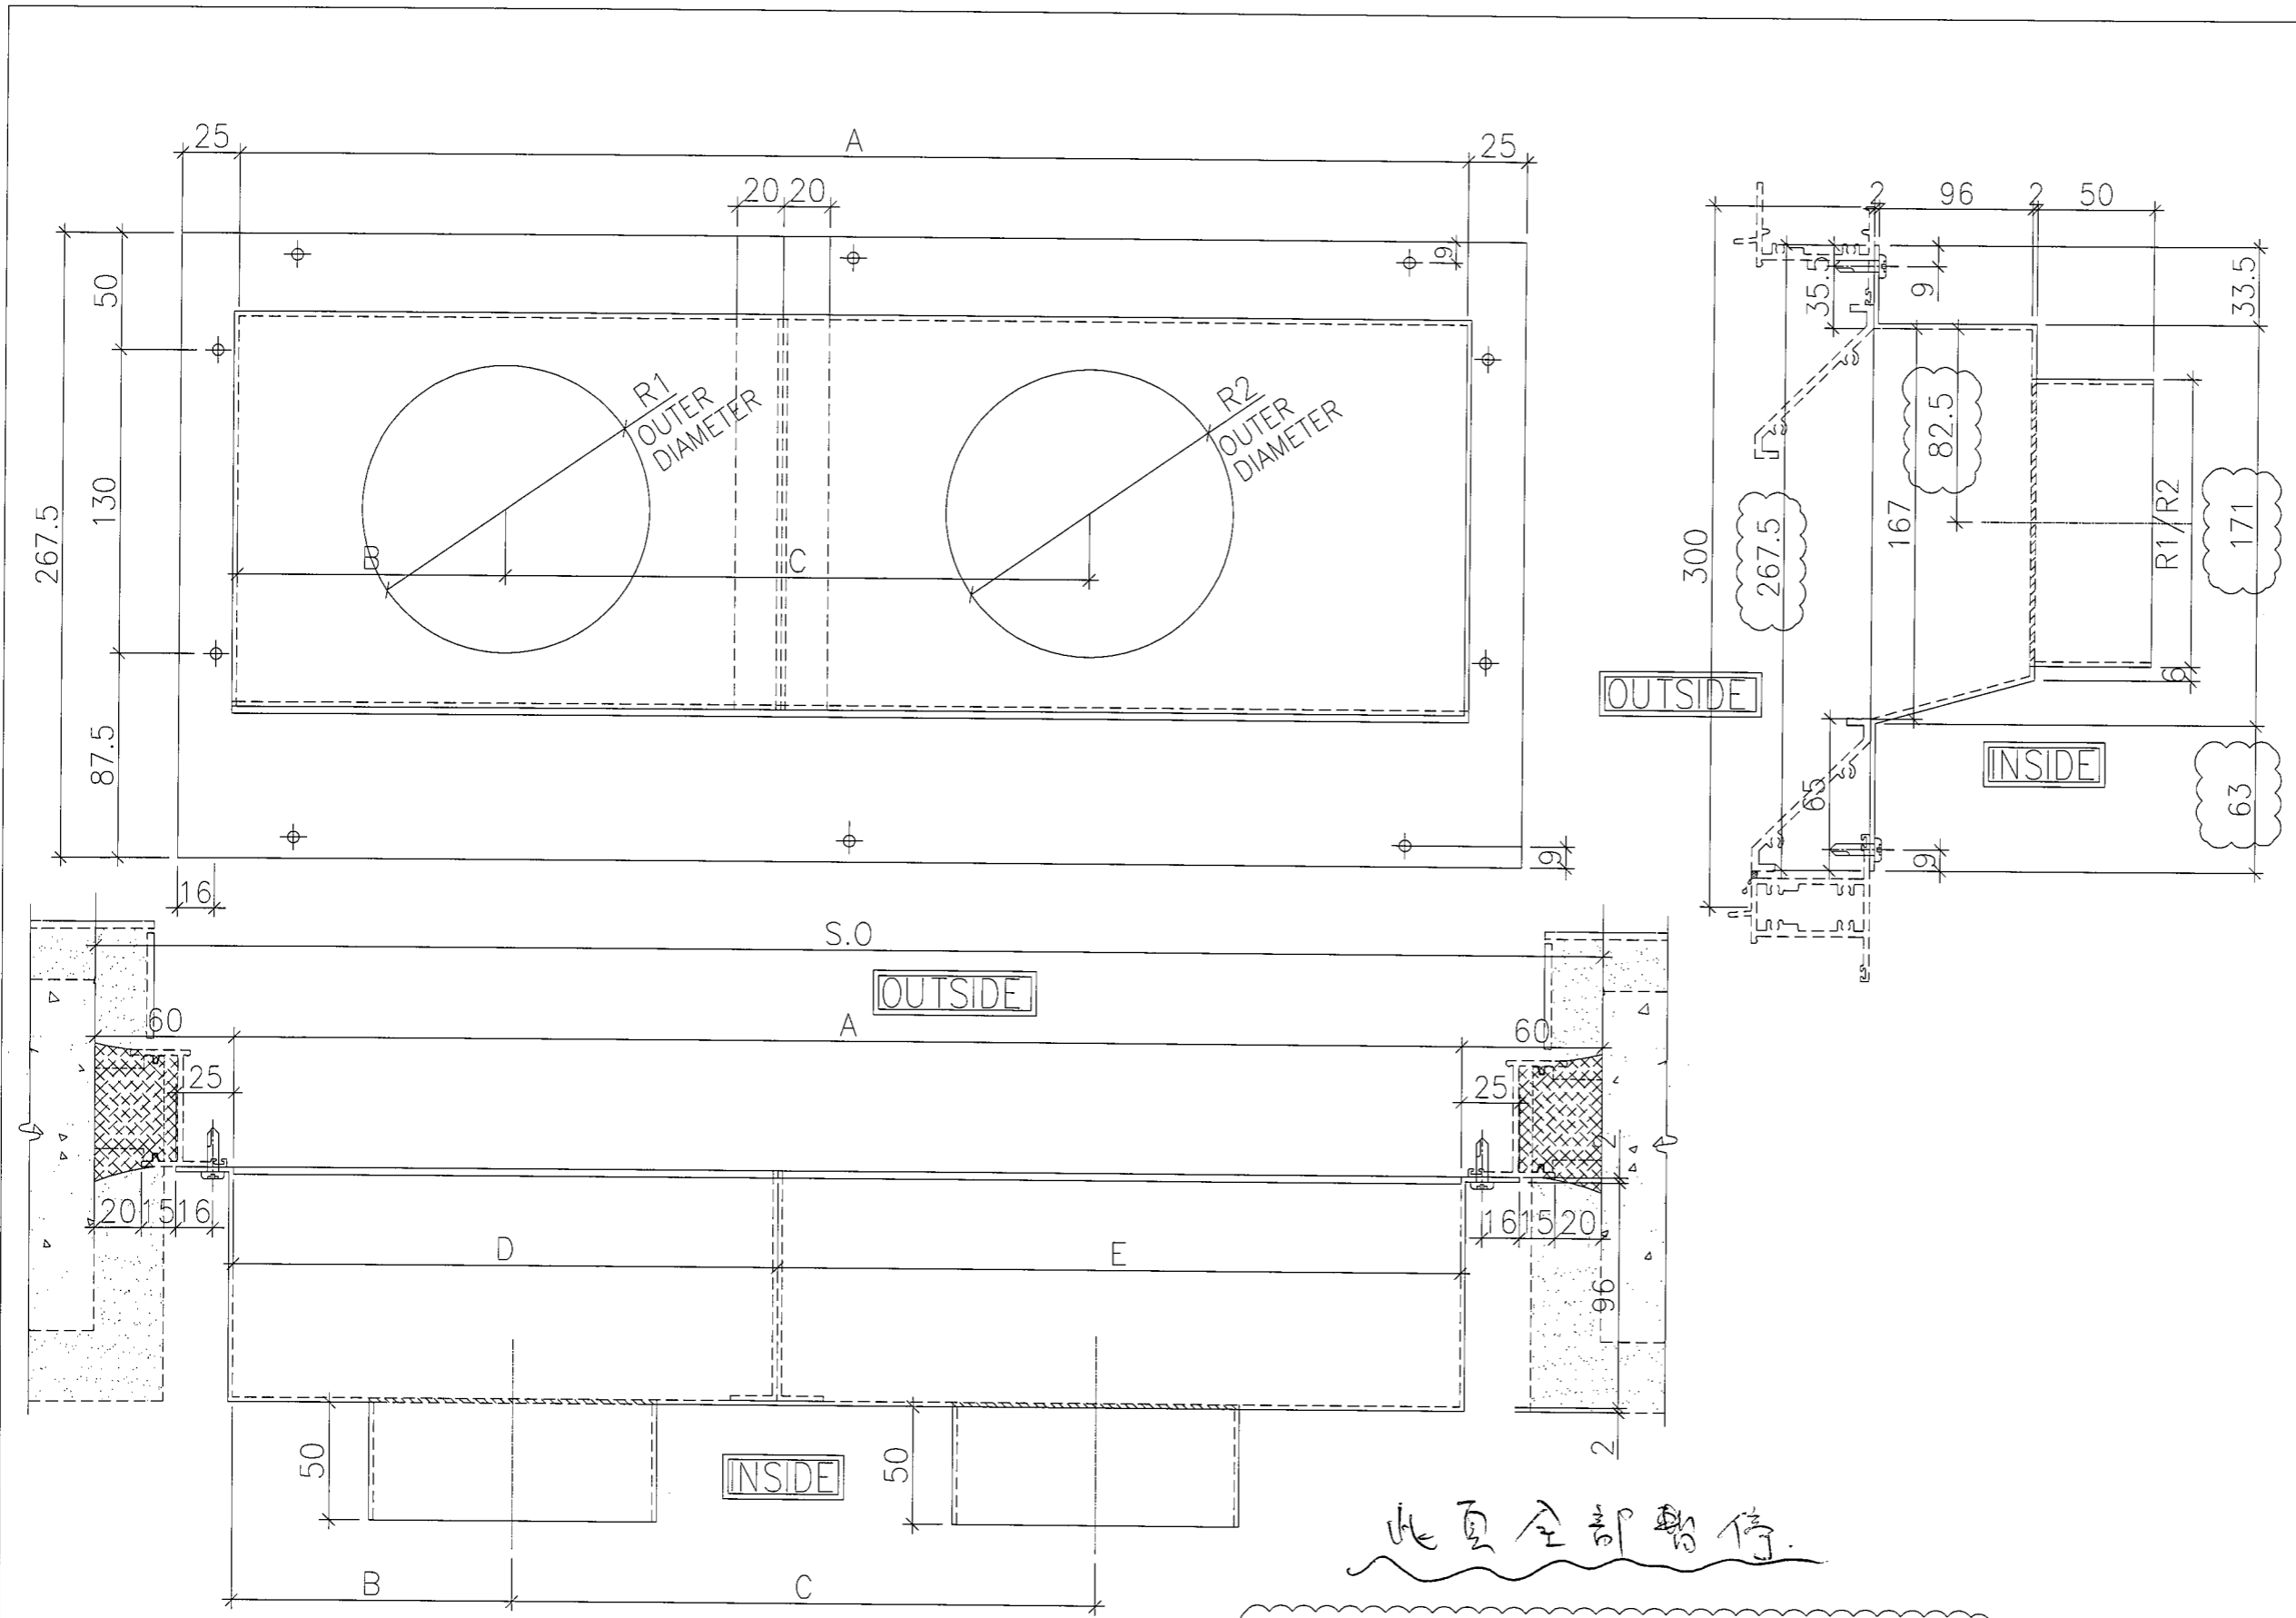 25
A
25
20 20
9
50
130
267.5
87.5
R1
OUTER
DIAMETER
R2
OUTER
DIAMETER
B
C
9
16
2
96
2
50
35.5
9
33.5
82.5
300
267.5
167
R1/R2
171
OUTSIDE
6
INSIDE
65
63
9
S.O
OUTSIDE
60
A
60
25
25
2
20 15 16
16 15 20
D
E
96
50
INSIDE
50
2
此頁全部暫停.
B
C